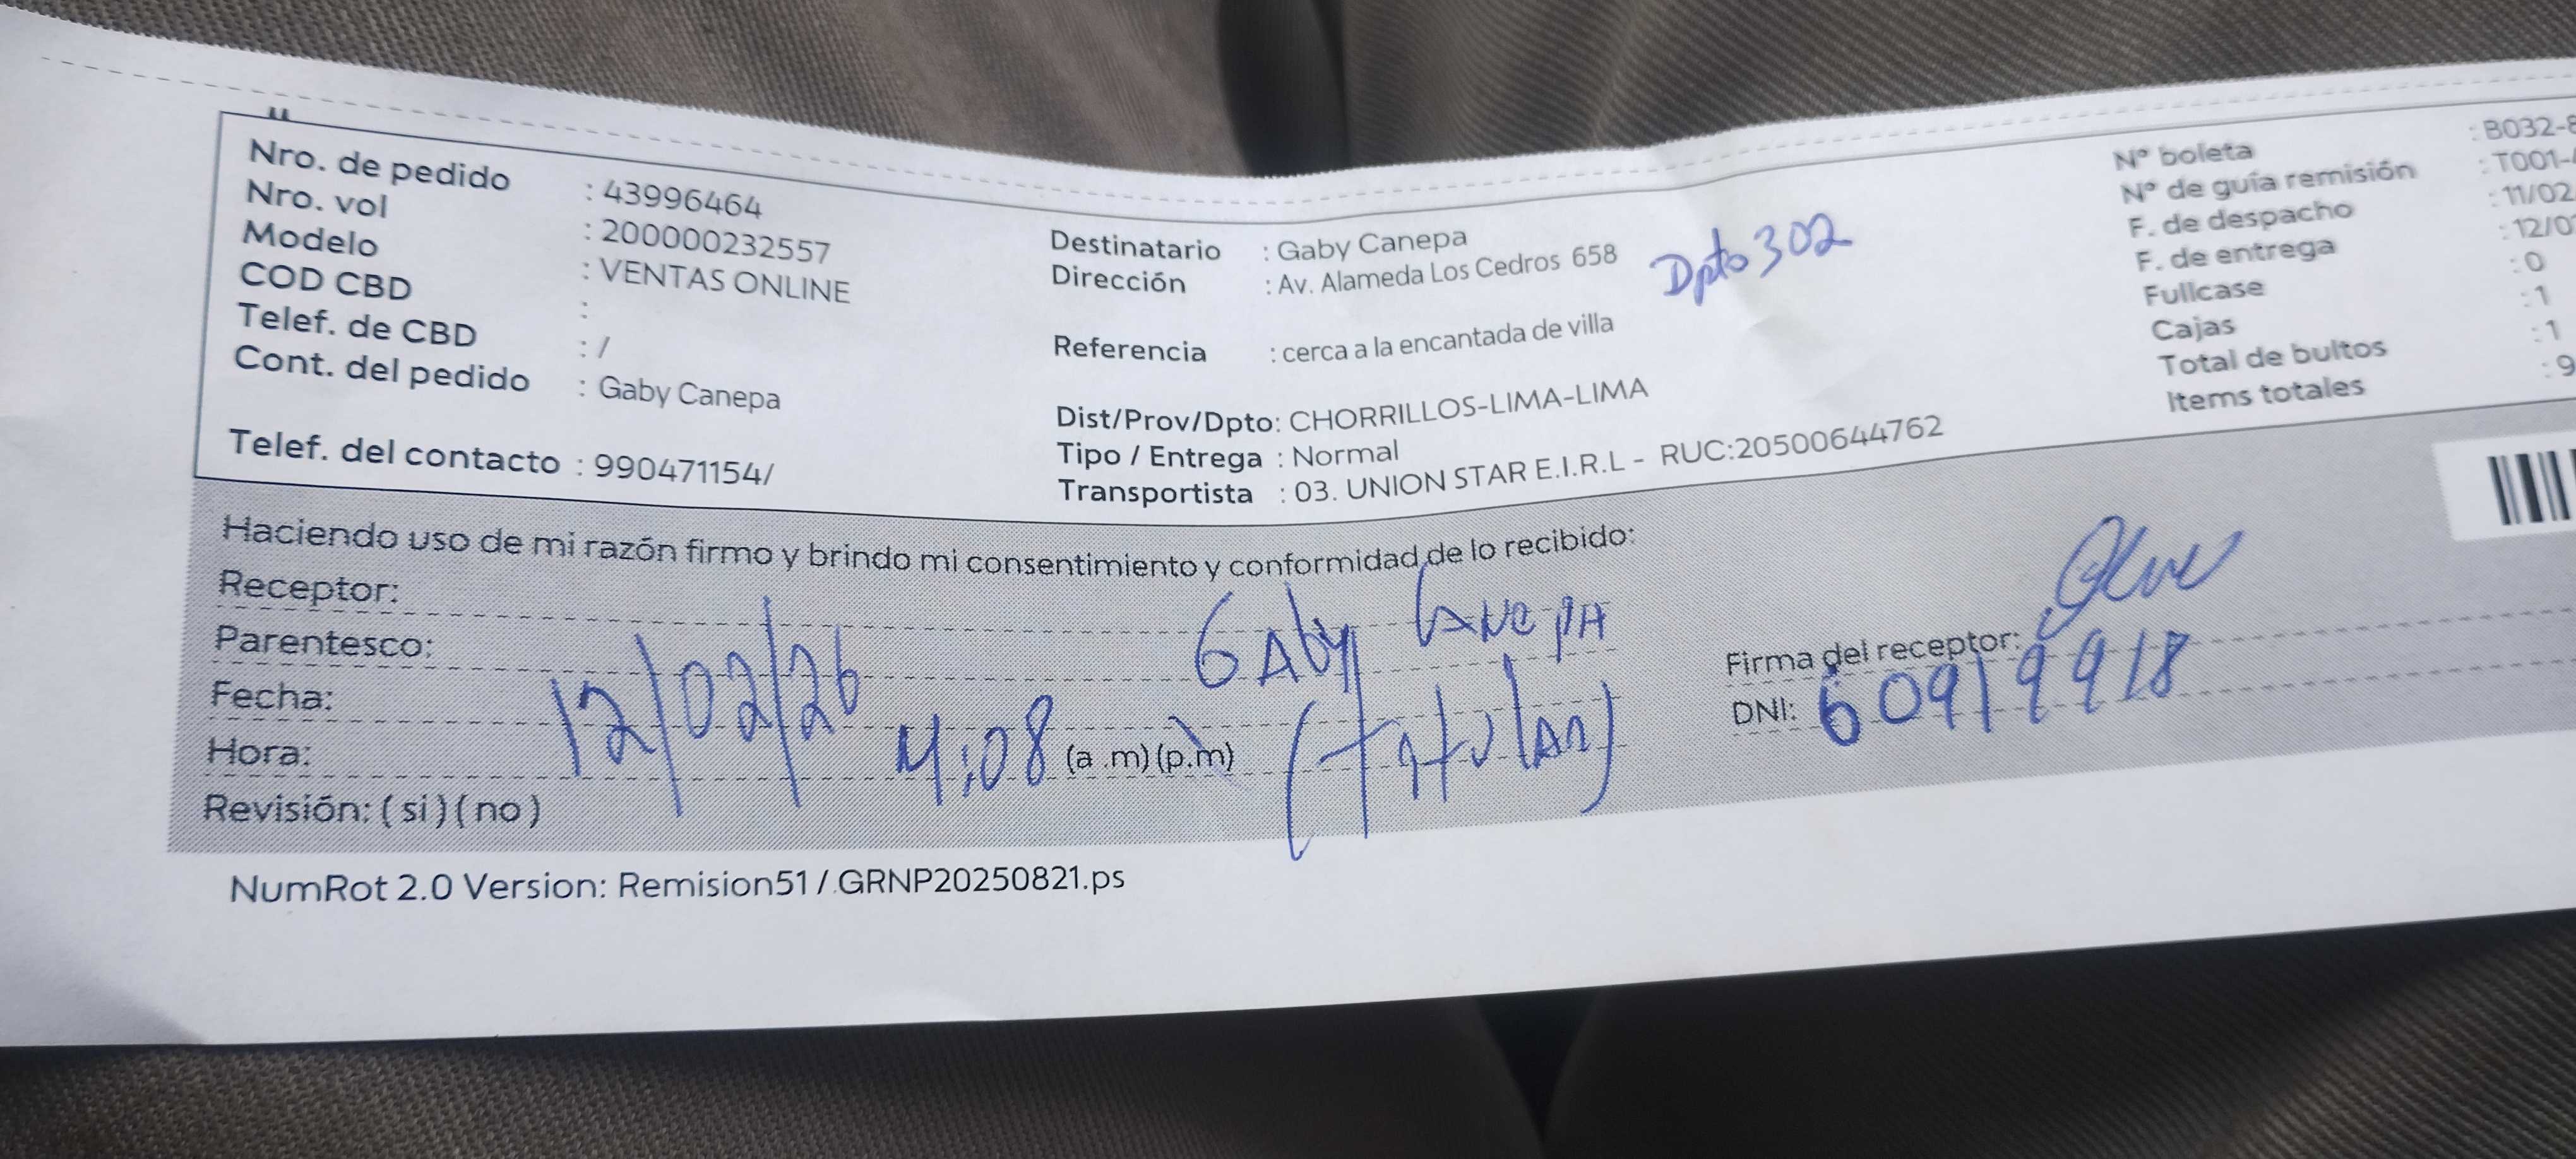 Nro. de pedido : 43996464
Nro. vol : 200000232557
Modelo : VENTAS ONLINE
COD CBD :
Telef. de CBD : /
Cont. del pedido : Gaby Canepa
Telef. del contacto : 990471154/
Destinatario : Gaby Canepa
Dirección : Av. Alameda Los Cedros 658 Dpto 302
Referencia : cerca a la encantada de villa
Dist/Prov/Dpto: CHORRILLOS-LIMA-LIMA
Tipo / Entrega : Normal
Transportista : 03. UNION STAR E.I.R.L - RUC:20500644762
N° boleta : B032-
N° de guía remisión : T001-
F. de despacho : 11/02
F. de entrega : 12/0
Fullcase : 0
Cajas : 1
Total de bultos : 1
Items totales : 9
Haciendo uso de mi razón firmo y brindo mi consentimiento y conformidad de lo recibido:
Receptor: Gaby Canepa
Parentesco: (Titular)
Fecha: 12/02/26
Hora: 4:08 (a .m) (p.m)
Revisión: ( si ) ( no )
Firma del receptor:
DNI: 60919918
NumRot 2.0 Version: Remision51 / .GRNP20250821.ps